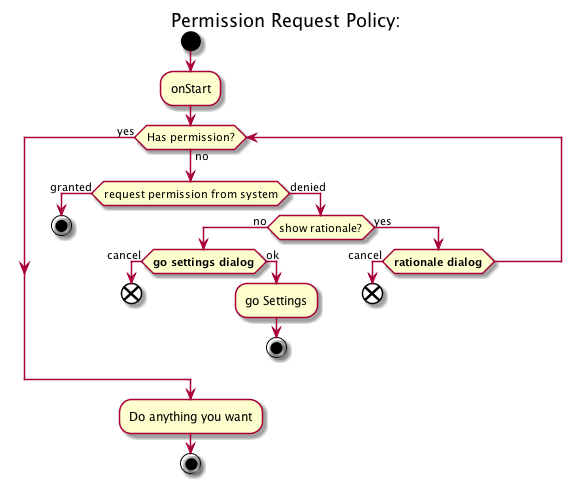 Permission Request Policy:
onStart
yes
Has permission?
no
granted
request permission from system
denied
no
show rationale?
yes
cancel
go settings dialog
ok
cancel
rationale dialog
go Settings
Do anything you want